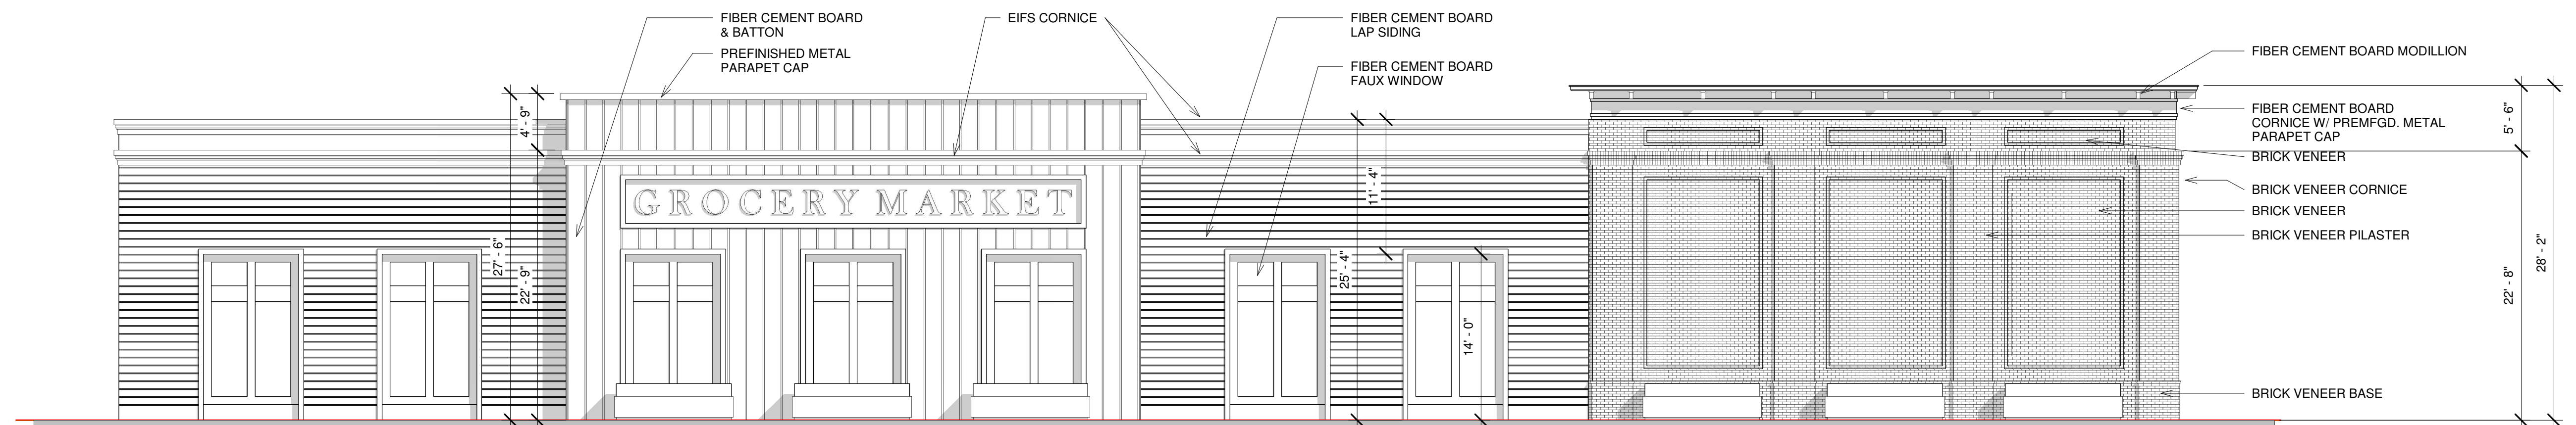 FIBER CEMENT BOARD
& BATTON
PREFINISHED METAL
PARAPET CAP
EIFS CORNICE
FIBER CEMENT BOARD
LAP SIDING
FIBER CEMENT BOARD
FAUX WINDOW
FIBER CEMENT BOARD MODILLION
FIBER CEMENT BOARD
CORNICE W/ PREMFGD. METAL
PARAPET CAP
BRICK VENEER
BRICK VENEER CORNICE
BRICK VENEER
BRICK VENEER PILASTER
BRICK VENEER BASE
GROCERY MARKET
4' - 9"
27' - 6"
22' - 9"
11' - 4"
25' - 4"
14' - 0"
5' - 6"
22' - 8"
28' - 2"